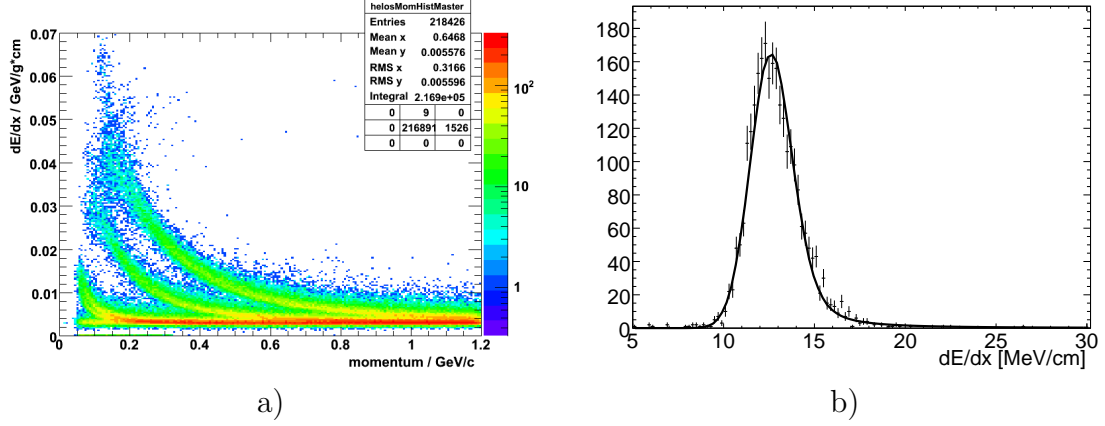 helosMomHistMaster
Entries 218426
Mean x 0.6468
Mean y 0.005576
RMS x 0.3166
RMS y 0.005596
Integral 2.169e+05
0 9 0
0 216891 1526
0 0 0
dE/dx / GeV/g*cm
0.07
0.06
0.05
0.04
0.03
0.02
0.01
0
0 0.2 0.4 0.6 0.8 1 1.2
momentum / GeV/c
10²
10
1
a)
180
160
140
120
100
80
60
40
20
0
5 10 15 20 25 30
dE/dx [MeV/cm]
b)